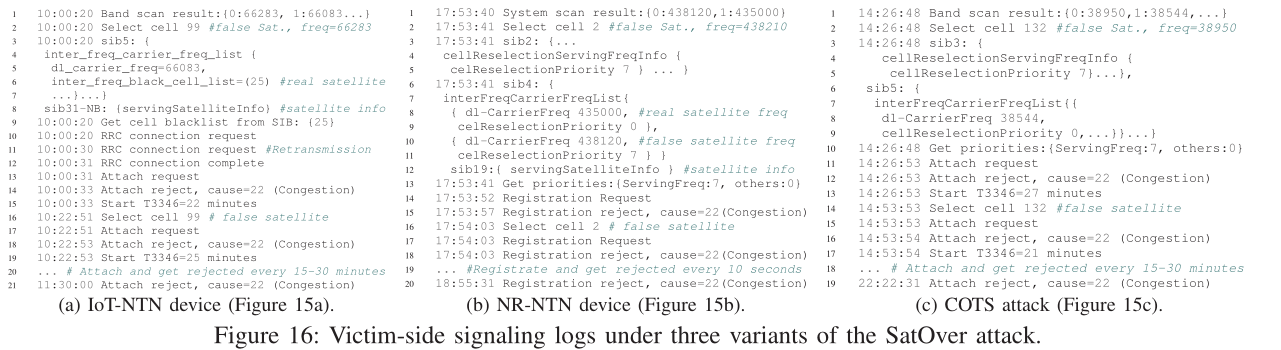 1 10:00:20 Band scan result:{0:66283, 1:66083...}
2 10:00:20 Select cell 99 #false Sat., freq=66283
3 10:00:20 sib5: {
4 inter_freq_carrier_freq_list {
5 dl_carrier_freq=66083,
6 inter_freq_black_cell_list=(25) #real satellite
7 ...}...}
8 sib31-NB: {servingSatelliteInfo} #satellite info
9 10:00:20 Get cell blacklist from SIB: {25}
10 10:00:20 RRC connection request
11 10:00:30 RRC connection request #Retransmission
12 10:00:31 RRC connection complete
13 10:00:31 Attach request
14 10:00:33 Attach reject, cause=22 (Congestion)
15 10:00:33 Start T3346=22 minutes
16 10:22:51 Select cell 99 # false satellite
17 10:22:51 Attach request
18 10:22:53 Attach reject, cause=22 (Congestion)
19 10:22:53 Start T3346=25 minutes
20 ... # Attach and get rejected every 15-30 minutes
21 11:30:00 Attach reject, cause=22 (Congestion)
(a) IoT-NTN device (Figure 15a).
1 17:53:40 System scan result:{0:438120,1:435000}
2 17:53:41 Select cell 2 #false Sat., freq=438210
3 17:53:41 sib2: {...
4 cellReselectionServingFreqInfo {
5 celReselectionPriority 7 } ... }
6 17:53:41 sib4: {
7 interFreqCarrierFreqList{
8 { dl-CarrierFreq 435000, #real satellite freq
9 celReselectionPriority 0 },
10 { dl-CarrierFreq 438120, #false satellite freq
11 celReselectionPriority 7 } }
12 sib19:{ servingSatelliteInfo } #satellite info
13 17:53:41 Get priorities:{ServingFreq:7, others:0}
14 17:53:52 Registration Request
15 17:53:57 Registration reject, cause=22(Congestion)
16 17:54:03 Select cell 2 # false satellite
17 17:54:03 Registration Request
18 17:54:03 Registration reject, cause=22(Congestion)
19 ... #Registrate and get rejected every 10 seconds
20 18:55:31 Registration reject, cause=22(Congestion)
(b) NR-NTN device (Figure 15b).
1 14:26:48 Band scan result:{0:38950,1:38544,...}
2 14:26:48 Select cell 132 #false Sat., freq=38950
3 14:26:48 sib3: {
4 cellReselectionServingFreqInfo {
5 cellReselectionPriority 7}...},
6 sib5: {
7 interFreqCarrierFreqList{{
8 dl-CarrierFreq 38544,
9 cellReselectionPriority 0,...}}...}
10 14:26:48 Get priorities:{ServingFreq:7, others:0}
11 14:26:53 Attach request
12 14:26:53 Attach reject, cause=22 (Congestion)
13 14:26:53 Start T3346=27 minutes
14 14:53:53 Select cell 132 #false satellite
15 14:53:53 Attach request
16 14:53:54 Attach reject, cause=22 (Congestion)
17 14:53:54 Start T3346=21 minutes
18 ... # Attach and get rejected every 15-30 minutes
19 22:22:31 Attach reject, cause=22 (Congestion)
(c) COTS attack (Figure 15c).
Figure 16: Victim-side signaling logs under three variants of the SatOver attack.